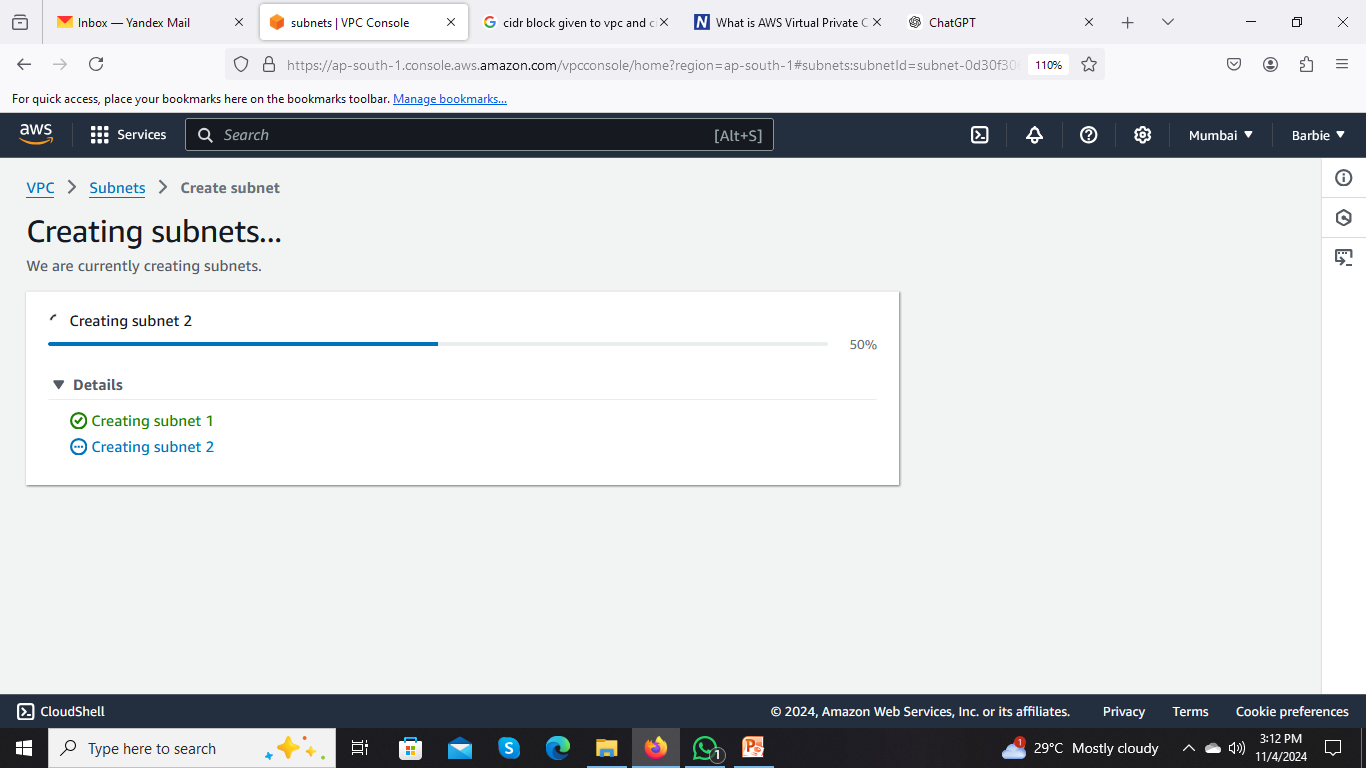 Inbox — Yandex Mail
subnets | VPC Console
cidr block given to vpc and c
What is AWS Virtual Private C
ChatGPT
https://ap-south-1.console.aws.amazon.com/vpcconsole/home?region=ap-south-1#subnets:subnetId=subnet-0d30f30
110%
For quick access, place your bookmarks here on the bookmarks toolbar. Manage bookmarks...
aws
Services
Search
[Alt+S]
Mumbai
Barbie
VPC
Subnets
Create subnet
Creating subnets...
We are currently creating subnets.
Creating subnet 2
50%
Details
Creating subnet 1
Creating subnet 2
CloudShell
© 2024, Amazon Web Services, Inc. or its affiliates.
Privacy
Terms
Cookie preferences
Type here to search
1
1
29°C Mostly cloudy
3:12 PM
11/4/2024